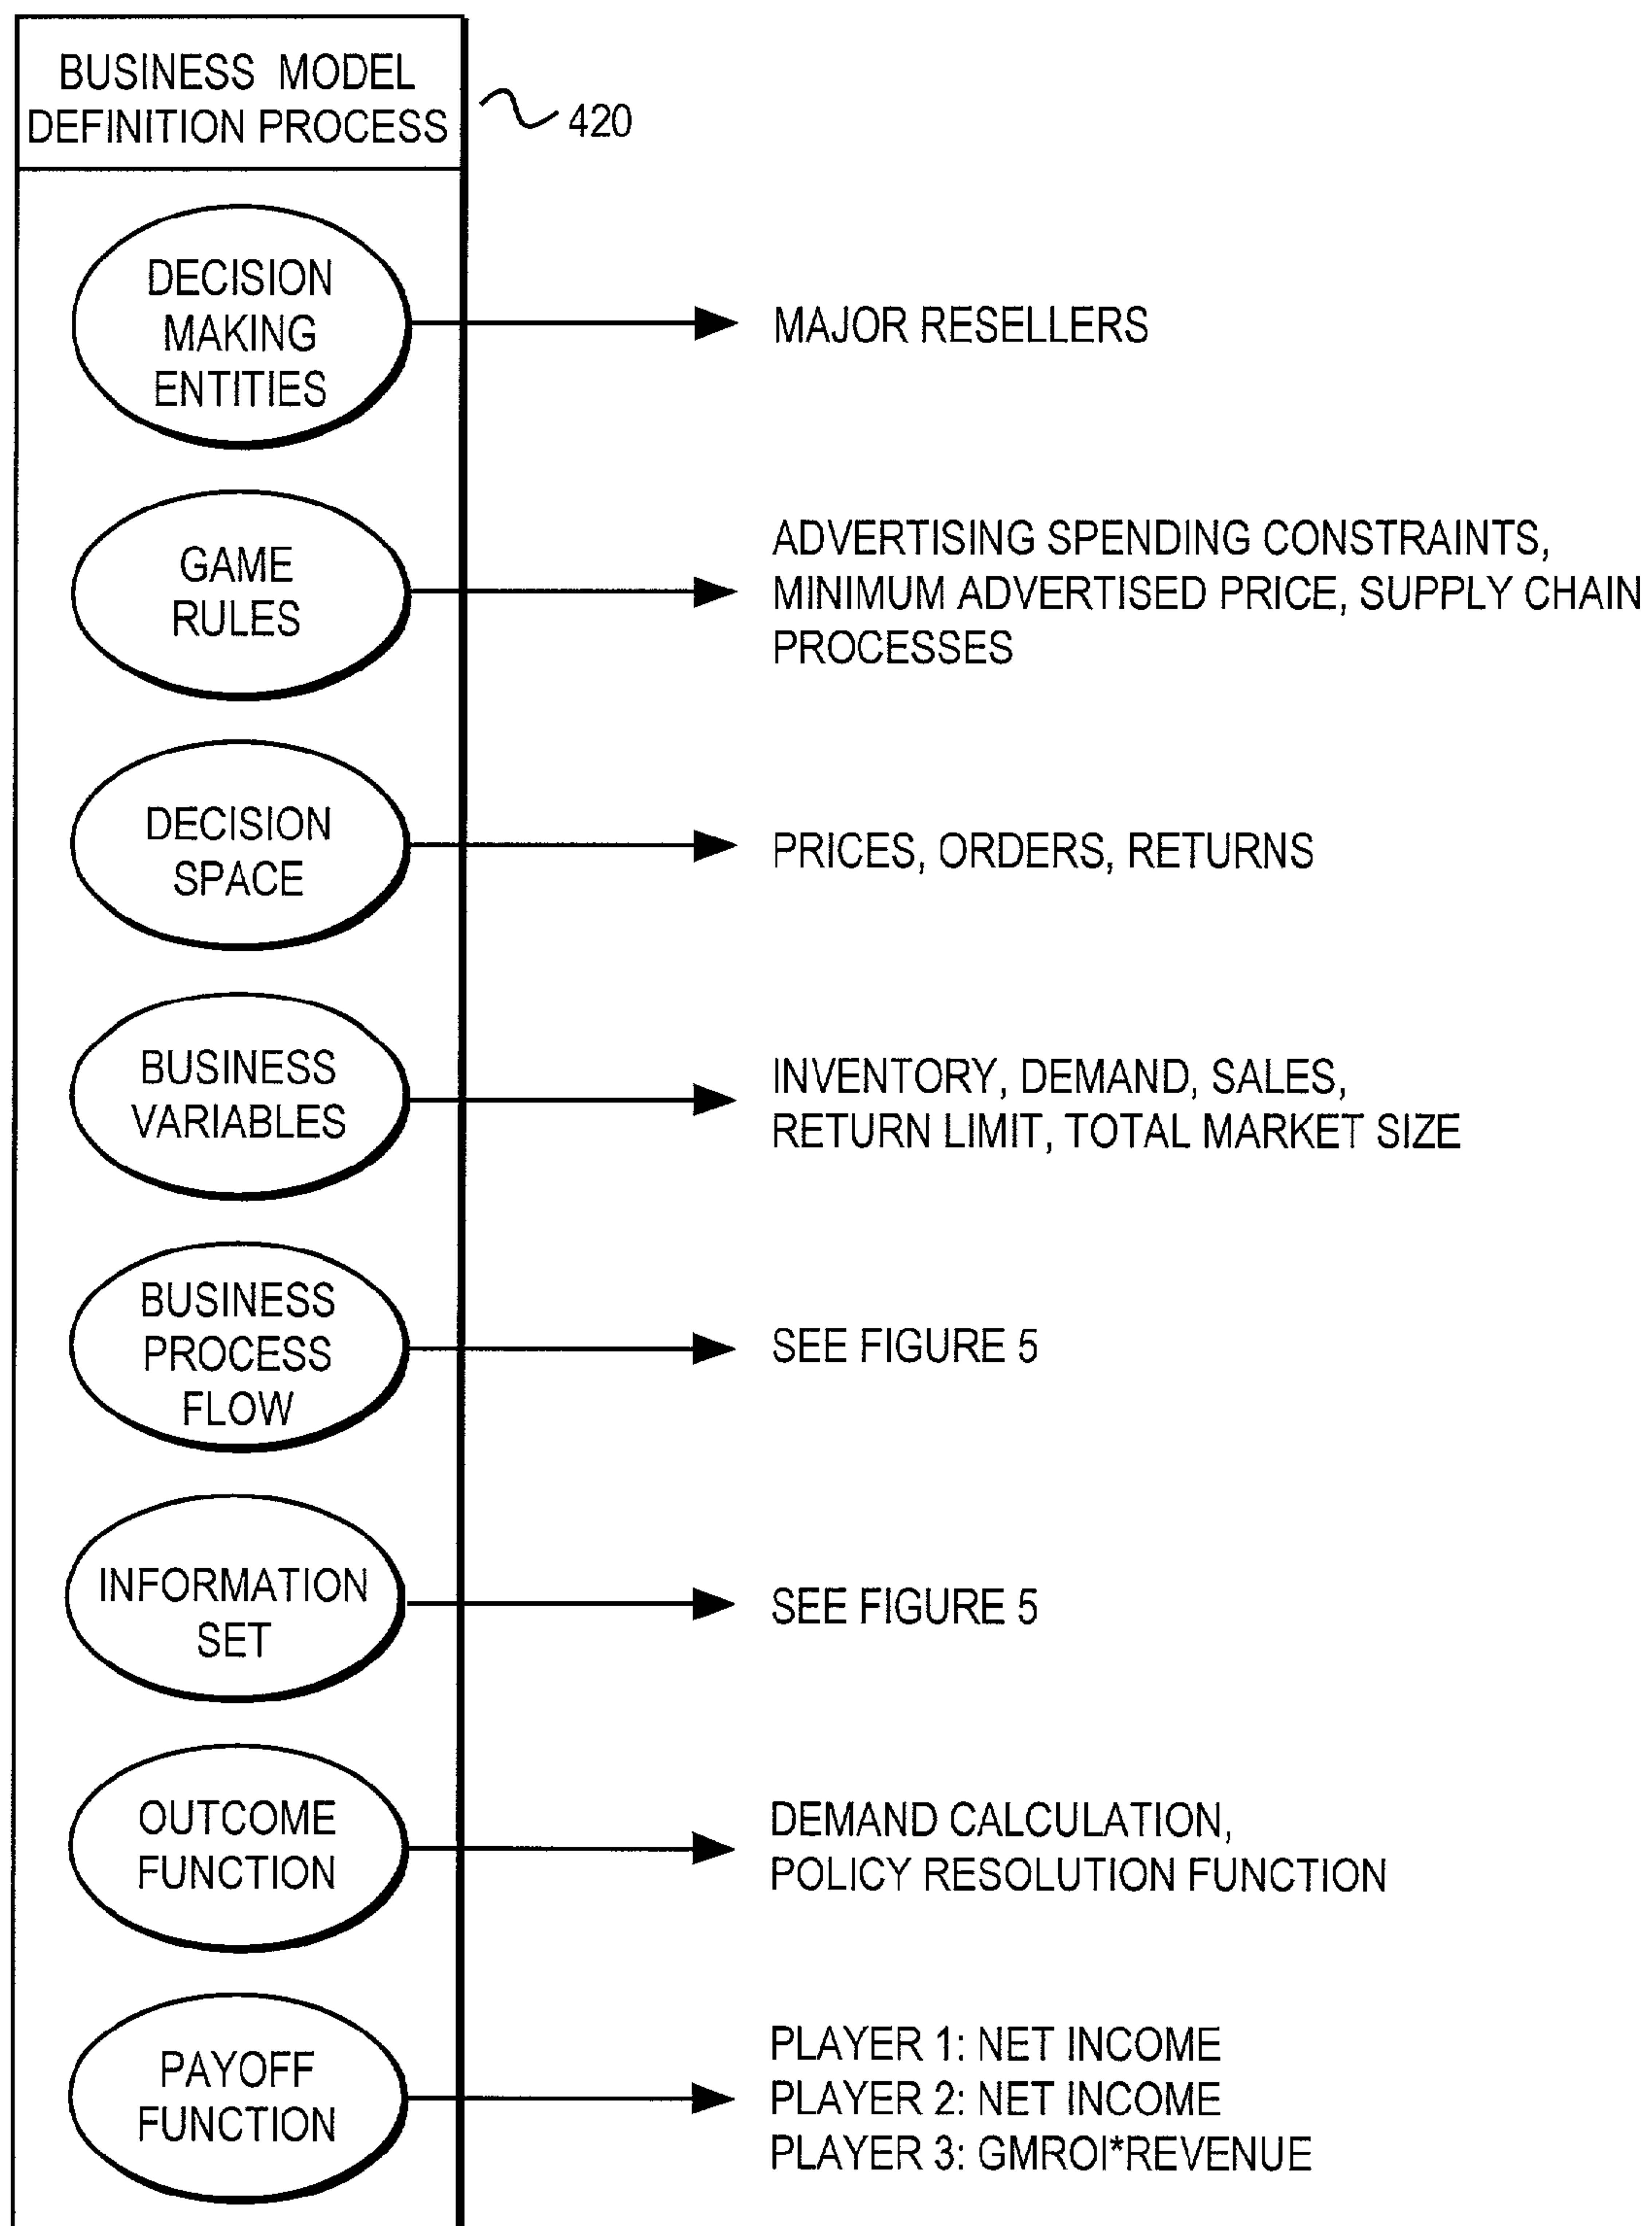 BUSINESS MODEL
DEFINITION PROCESS
420
DECISION
MAKING
ENTITIES
MAJOR RESELLERS
GAME
RULES
ADVERTISING SPENDING CONSTRAINTS,
MINIMUM ADVERTISED PRICE, SUPPLY CHAIN
PROCESSES
DECISION
SPACE
PRICES, ORDERS, RETURNS
BUSINESS
VARIABLES
INVENTORY, DEMAND, SALES,
RETURN LIMIT, TOTAL MARKET SIZE
BUSINESS
PROCESS
FLOW
SEE FIGURE 5
INFORMATION
SET
SEE FIGURE 5
OUTCOME
FUNCTION
DEMAND CALCULATION,
POLICY RESOLUTION FUNCTION
PAYOFF
FUNCTION
PLAYER 1: NET INCOME
PLAYER 2: NET INCOME
PLAYER 3: GMROI*REVENUE